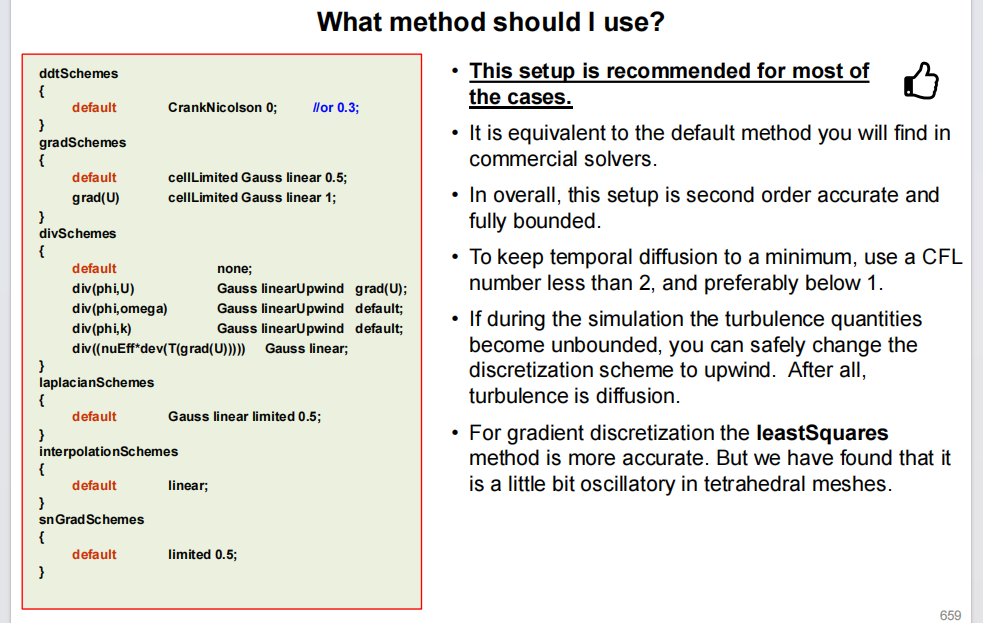 What method should I use?
ddtSchemes
{
default CrankNicolson 0; //or 0.3;
}
gradSchemes
{
default cellLimited Gauss linear 0.5;
grad(U) cellLimited Gauss linear 1;
}
divSchemes
{
default none;
div(phi,U) Gauss linearUpwind grad(U);
div(phi,omega) Gauss linearUpwind default;
div(phi,k) Gauss linearUpwind default;
div((nuEff*dev(T(grad(U))))) Gauss linear;
}
laplacianSchemes
{
default Gauss linear limited 0.5;
}
interpolationSchemes
{
default linear;
}
snGradSchemes
{
default limited 0.5;
}
• This setup is recommended for most of
the cases.
• It is equivalent to the default method you will find in
commercial solvers.
• In overall, this setup is second order accurate and
fully bounded.
• To keep temporal diffusion to a minimum, use a CFL
number less than 2, and preferably below 1.
• If during the simulation the turbulence quantities
become unbounded, you can safely change the
discretization scheme to upwind. After all,
turbulence is diffusion.
• For gradient discretization the leastSquares
method is more accurate. But we have found that it
is a little bit oscillatory in tetrahedral meshes.
659